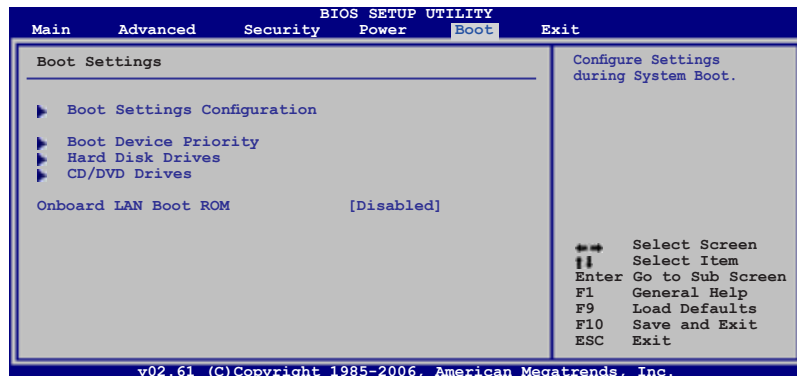 BIOS SETUP UTILITY
Main Advanced Security Power Boot Exit
Boot Settings
Boot Settings Configuration
Boot Device Priority
Hard Disk Drives
CD/DVD Drives
Onboard LAN Boot ROM [Disabled]
Configure Settings
during System Boot.
Select Screen
Select Item
Enter Go to Sub Screen
F1 General Help
F9 Load Defaults
F10 Save and Exit
ESC Exit
v02.61 (C)Copyright 1985-2006, American Megatrends, Inc.